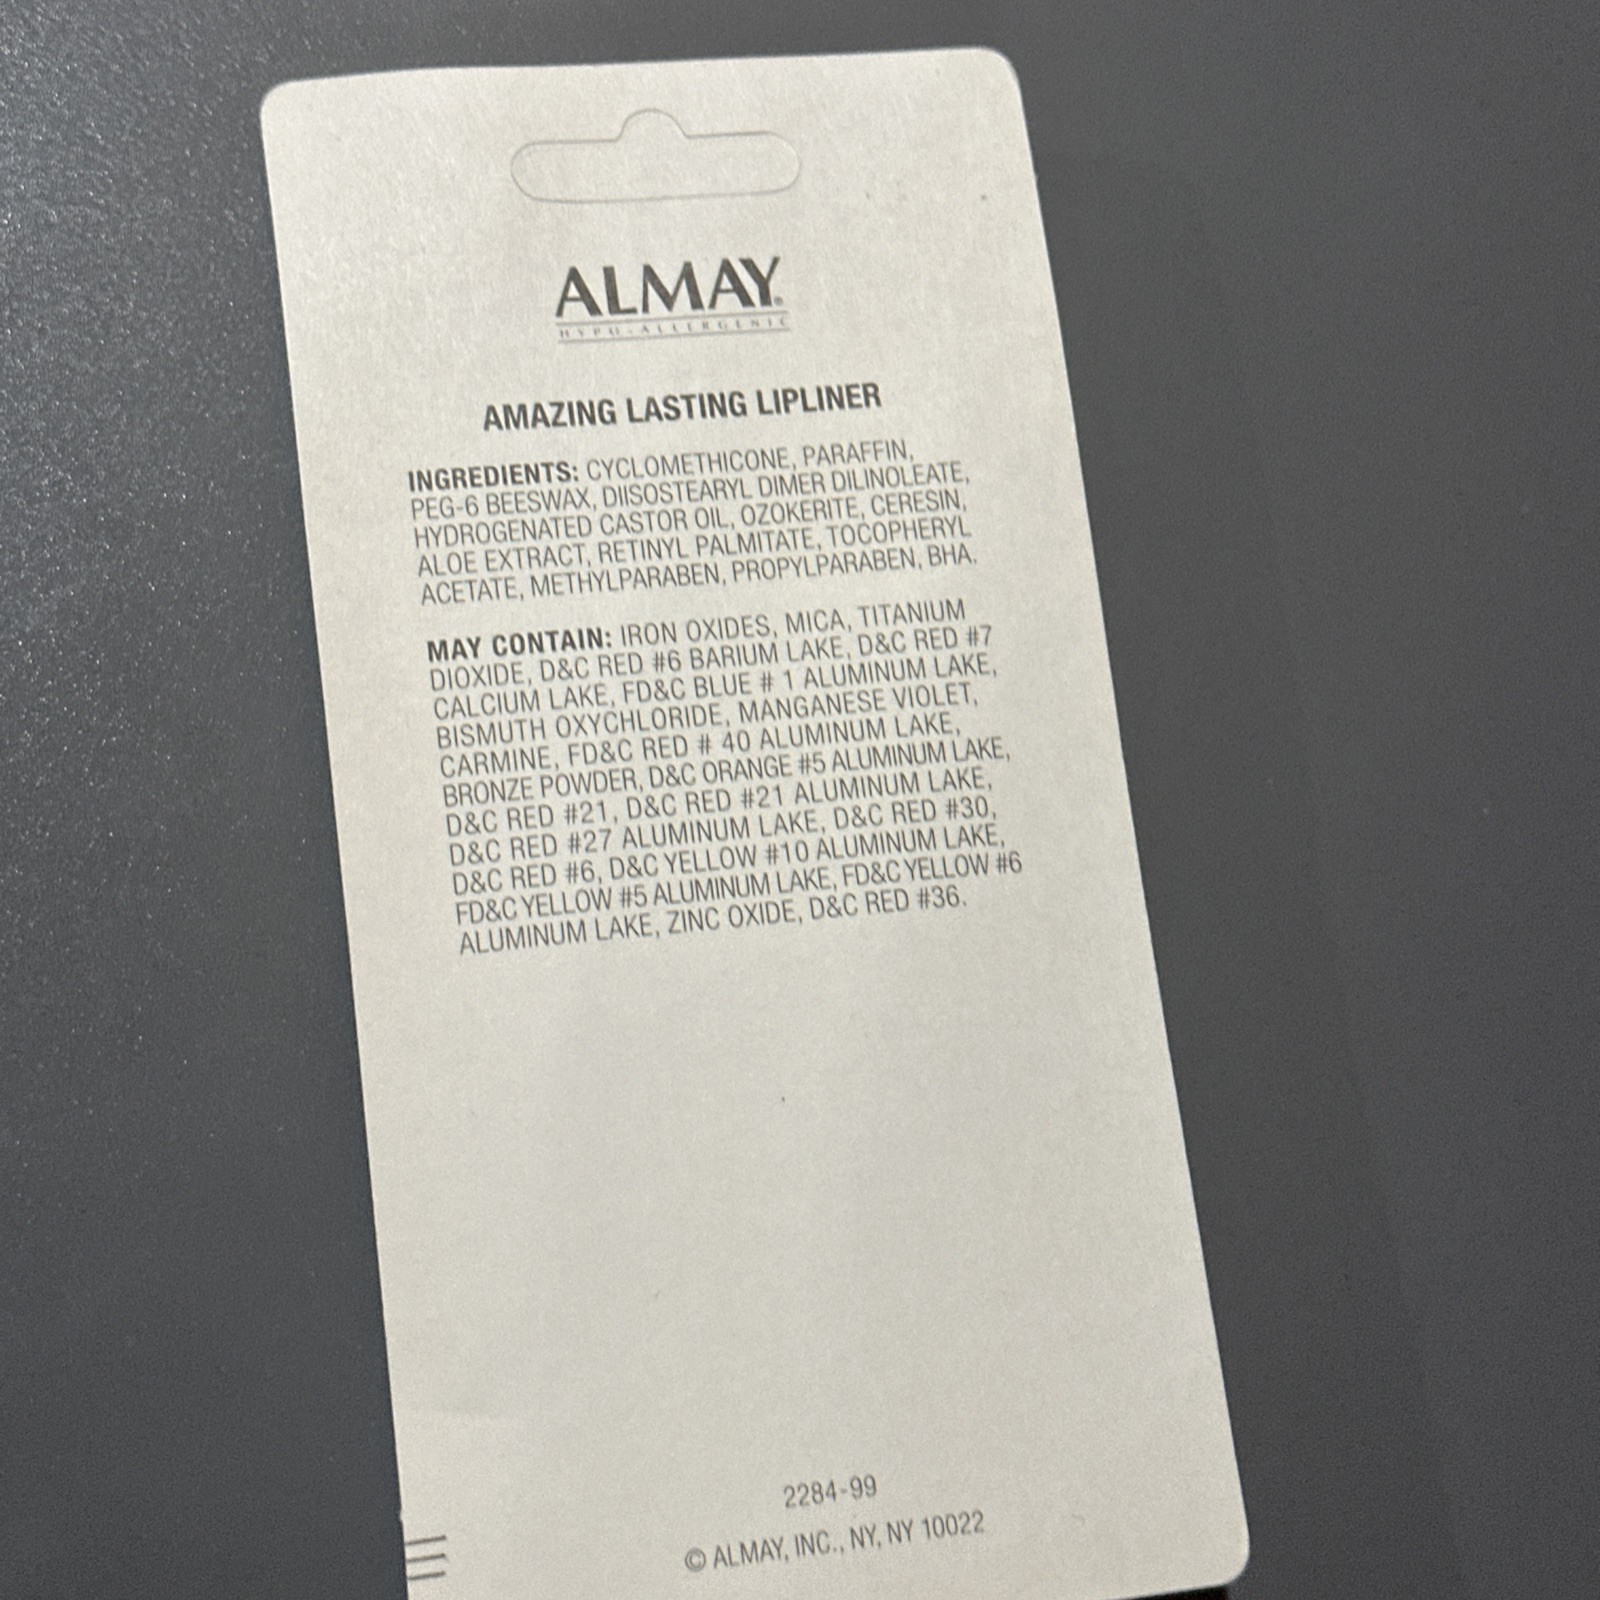 ALMAY®
HYPO-ALLERGENIC
AMAZING LASTING LIPLINER
INGREDIENTS: CYCLOMETHICONE, PARAFFIN,
PEG-6 BEESWAX, DIISOSTEARYL DIMER DILINOLEATE,
HYDROGENATED CASTOR OIL, OZOKERITE, CERESIN,
ALOE EXTRACT, RETINYL PALMITATE, TOCOPHERYL
ACETATE, METHYLPARABEN, PROPYLPARABEN, BHA.
MAY CONTAIN: IRON OXIDES, MICA, TITANIUM
DIOXIDE, D&C RED #6 BARIUM LAKE, D&C RED #7
CALCIUM LAKE, FD&C BLUE # 1 ALUMINUM LAKE,
BISMUTH OXYCHLORIDE, MANGANESE VIOLET,
CARMINE, FD&C RED # 40 ALUMINUM LAKE,
BRONZE POWDER, D&C ORANGE #5 ALUMINUM LAKE,
D&C RED #21, D&C RED #21 ALUMINUM LAKE,
D&C RED #27 ALUMINUM LAKE, D&C RED #30,
D&C RED #6, D&C YELLOW #10 ALUMINUM LAKE,
FD&C YELLOW #5 ALUMINUM LAKE, FD&C YELLOW #6
ALUMINUM LAKE, ZINC OXIDE, D&C RED #36.
2284-99
© ALMAY, INC., NY, NY 10022